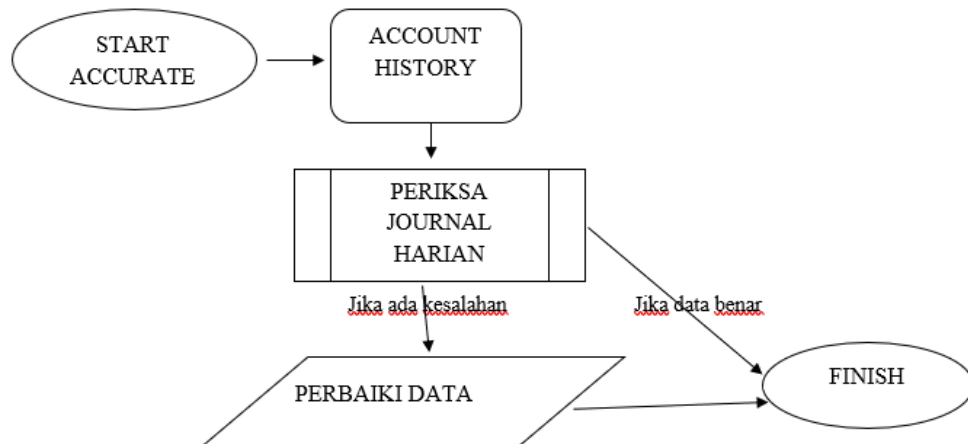 START
ACCURATE
ACCOUNT
HISTORY
PERIKSA
JOURNAL
HARIAN
Jika ada kesalahan
Jika data benar
PERBAIKI DATA
FINISH